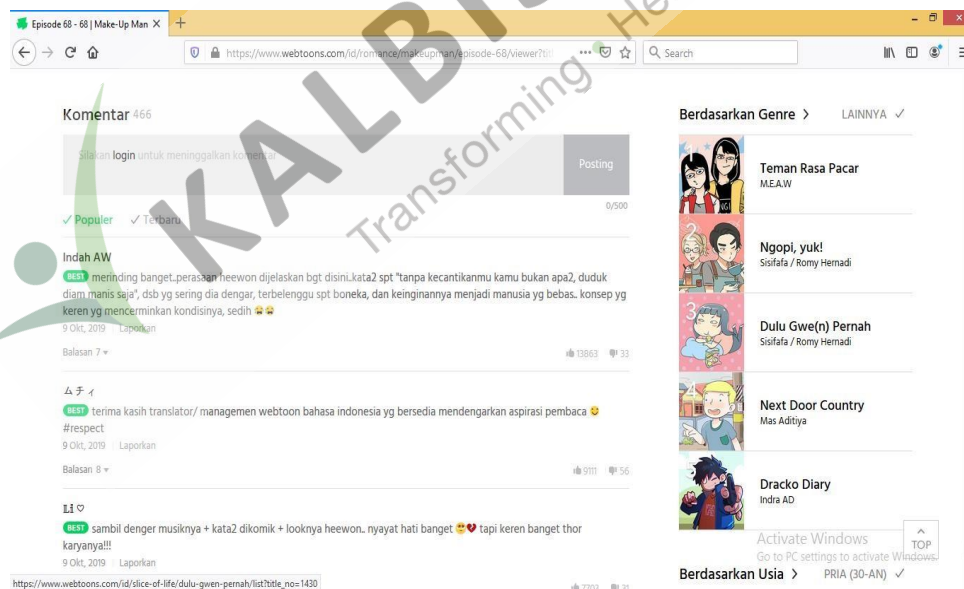 Episode 68 - 68 | Make-Up Man
https://www.webtoons.com/id/romance/makeupman/episode-68/viewer?titl
Search
KALBIS
Transforming
Komentar 466
Silakan login untuk meninggalkan komentar
Posting
0/500
Populer
Terbaru
Indah AW
BEST merinding banget..perasaan heewon dijelaskan bgt disini..kata2 spt "tanpa kecantikanmu kamu bukan apa2, duduk
diam manis saja", dsb yg sering dia dengar, terbelenggu spt boneka, dan keinginannya menjadi manusia yg bebas.. konsep yg
keren yg mencerminkan kondisinya, sedih 😭😭
9 Okt, 2019 Laporkan
Balasan 7
13863 33
ムチィ
BEST terima kasih translator/ managemen webtoon bahasa indonesia yg bersedia mendengarkan aspirasi pembaca 😊
#respect
9 Okt, 2019 Laporkan
Balasan 8
9111 56
Li ♡
BEST sambil denger musiknya + kata2 dikomik + looknya heewon.. nyayat hati banget 🥺💔 tapi keren banget thor
karyanya!!!
9 Okt, 2019 Laporkan
https://www.webtoons.com/id/slice-of-life/dulu-gwen-pernah/list?title_no=1430
Berdasarkan Genre > LAINNYA
1
Teman Rasa Pacar
M.E.A.W
2
Ngopi, yuk!
Sisifafa / Romy Hernadi
3
Dulu Gwe(n) Pernah
Sisifafa / Romy Hernadi
4
Next Door Country
Mas Aditiya
5
Dracko Diary
Indra AD
Activate Windows
Go to PC settings to activate Windows.
TOP
Berdasarkan Usia > PRIA (30-AN)